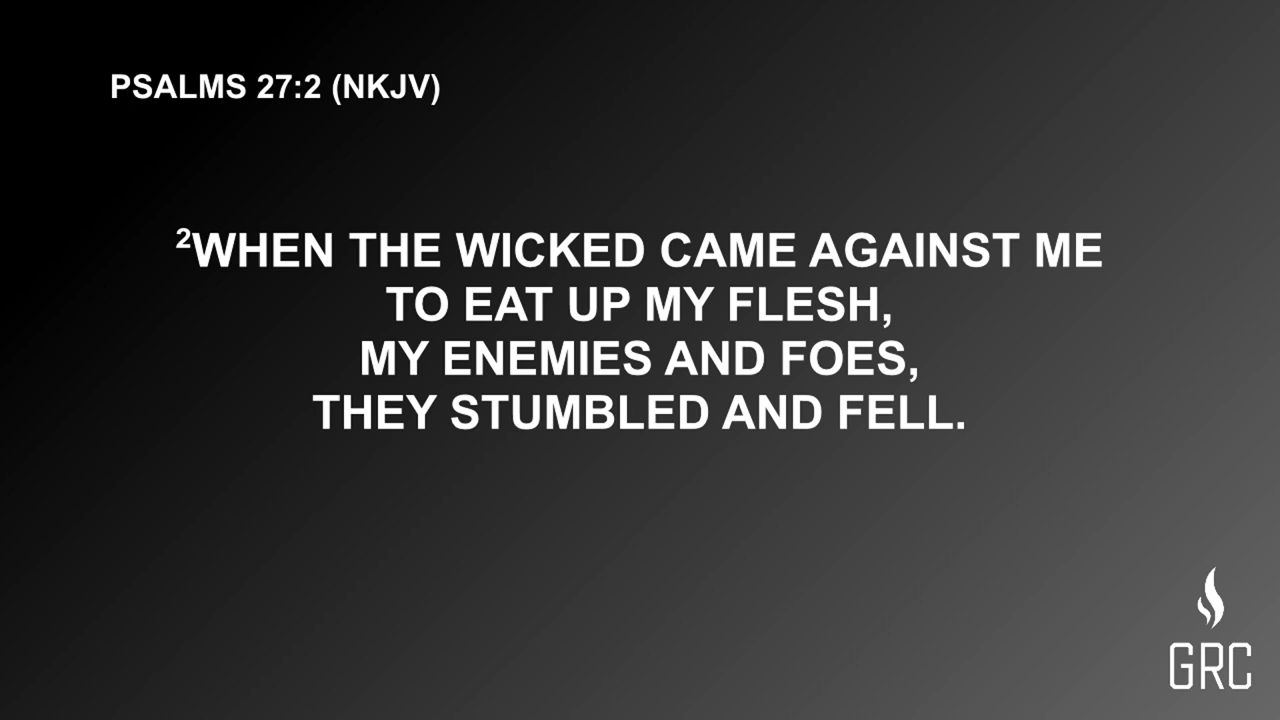 PSALMS 27:2 (NKJV)
²WHEN THE WICKED CAME AGAINST ME
TO EAT UP MY FLESH,
MY ENEMIES AND FOES,
THEY STUMBLED AND FELL.
GRC